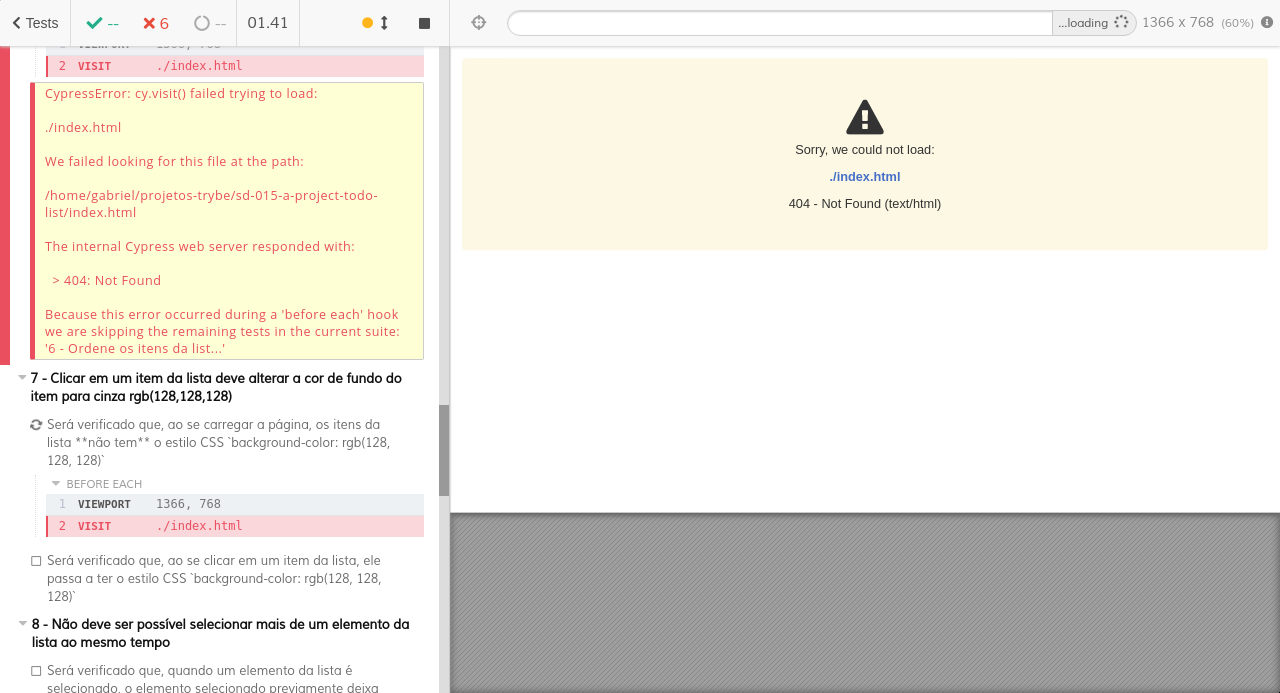 Tests
--
6
--
01.41
...loading
1366 x 768 (60%)
1 VIEWPORT 1366, 768
2 VISIT ./index.html
CypressError: cy.visit() failed trying to load:
./index.html
We failed looking for this file at the path:
/home/gabriel/projetos-trybe/sd-015-a-project-todo-
list/index.html
The internal Cypress web server responded with:
> 404: Not Found
Because this error occurred during a 'before each' hook
we are skipping the remaining tests in the current suite:
'6 - Ordene os itens da list...'
7 - Clicar em um item da lista deve alterar a cor de fundo do
item para cinza rgb(128,128,128)
Será verificado que, ao se carregar a página, os itens da
lista **não tem** o estilo CSS `background-color: rgb(128,
128, 128)`
BEFORE EACH
1 VIEWPORT 1366, 768
2 VISIT ./index.html
Será verificado que, ao se clicar em um item da lista, ele
passa a ter o estilo CSS `background-color: rgb(128, 128,
128)`
8 - Não deve ser possível selecionar mais de um elemento da
lista ao mesmo tempo
Será verificado que, quando um elemento da lista é
selecionado, o elemento selecionado previamente deixa
Sorry, we could not load:
./index.html
404 - Not Found (text/html)